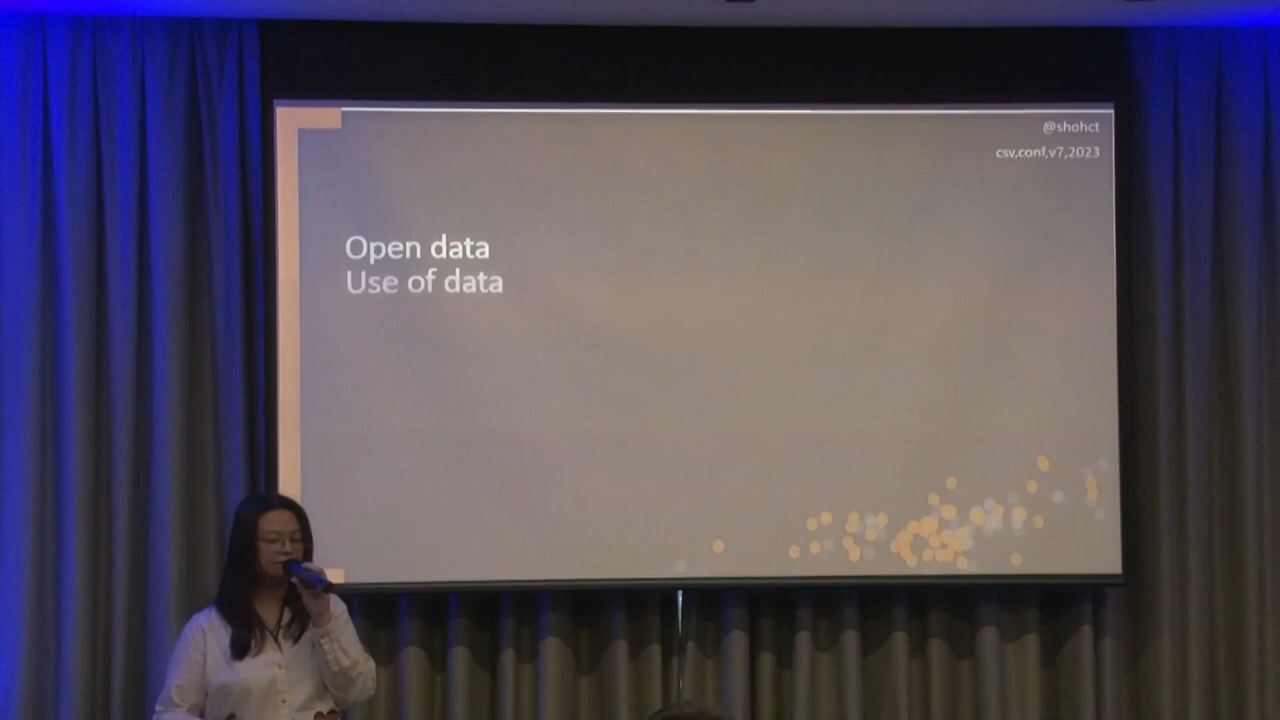 @shohct
csv,conf,v7,2023
Open data
Use of data